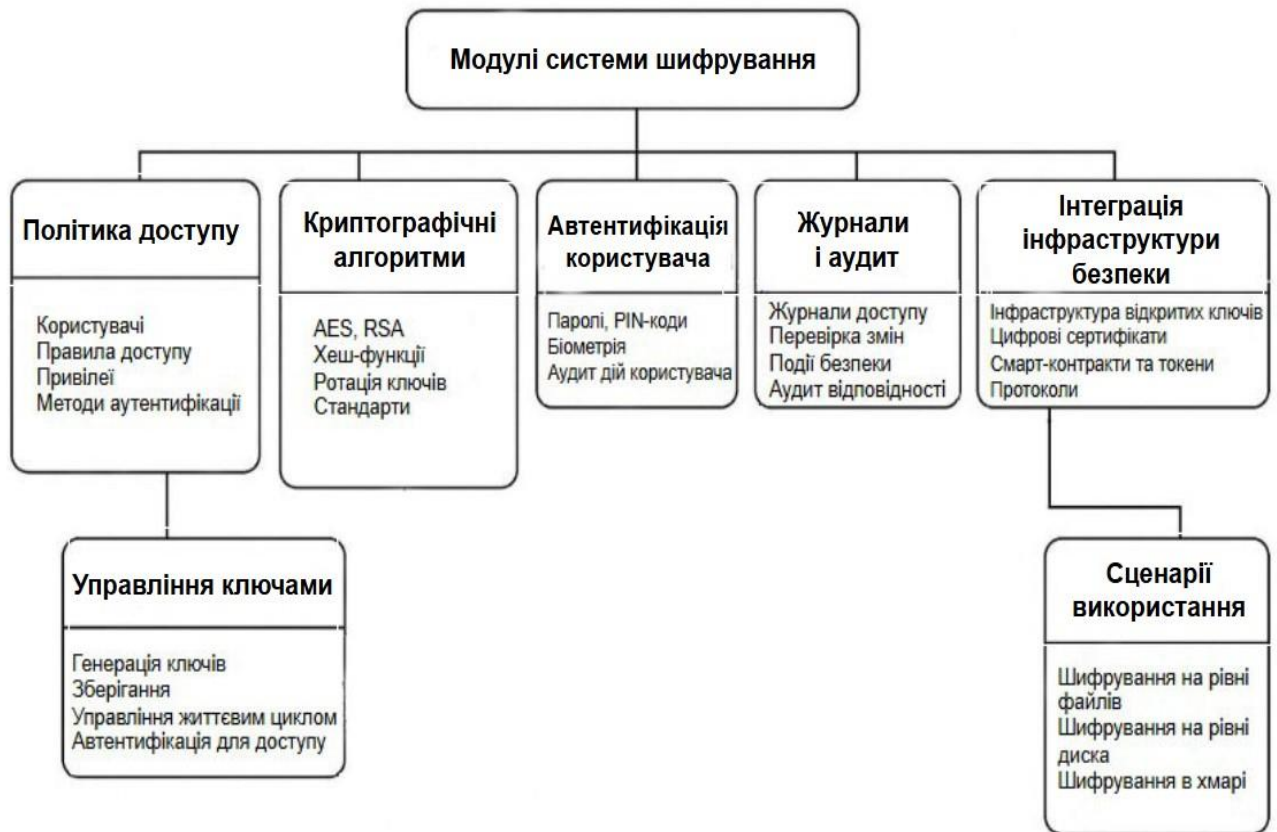 Модулі системи шифрування
Політика доступу
Користувачі
Правила доступу
Привілеї
Методи аутентифікації
Криптографічні
алгоритми
AES, RSA
Хеш-функції
Ротація ключів
Стандарти
Автентифікація
користувача
Паролі, PIN-коди
Біометрія
Аудит дій користувача
Журнали
і аудит
Журнали доступу
Перевірка змін
Події безпеки
Аудит відповідності
Інтеграція
інфраструктури
безпеки
Інфраструктура відкритих ключів
Цифрові сертифікати
Смарт-контракти та токени
Протоколи
Управління ключами
Генерація ключів
Зберігання
Управління життєвим циклом
Автентифікація для доступу
Сценарії
використання
Шифрування на рівні
файлів
Шифрування на рівні
диска
Шифрування в хмарі